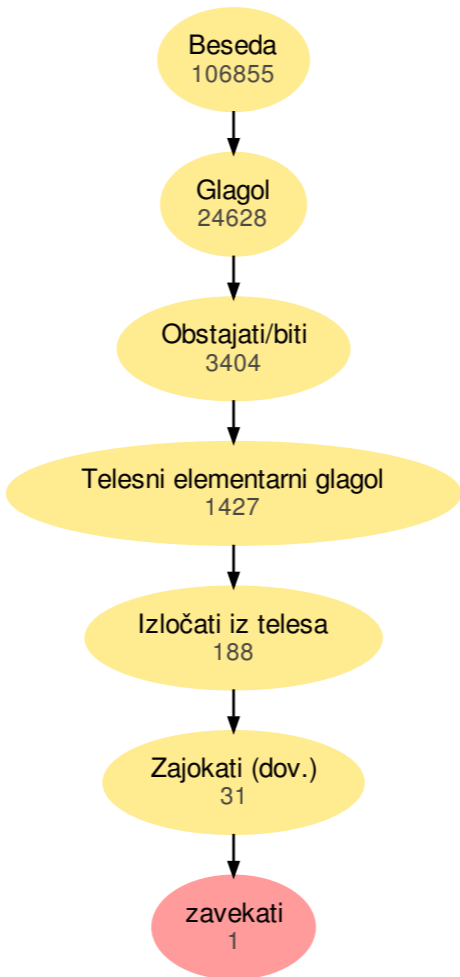 Beseda
106855
Glagol
24628
Obstajati/biti
3404
Telesni elementarni glagol
1427
Izločati iz telesa
188
Zajokati (dov.)
31
zavekati
1